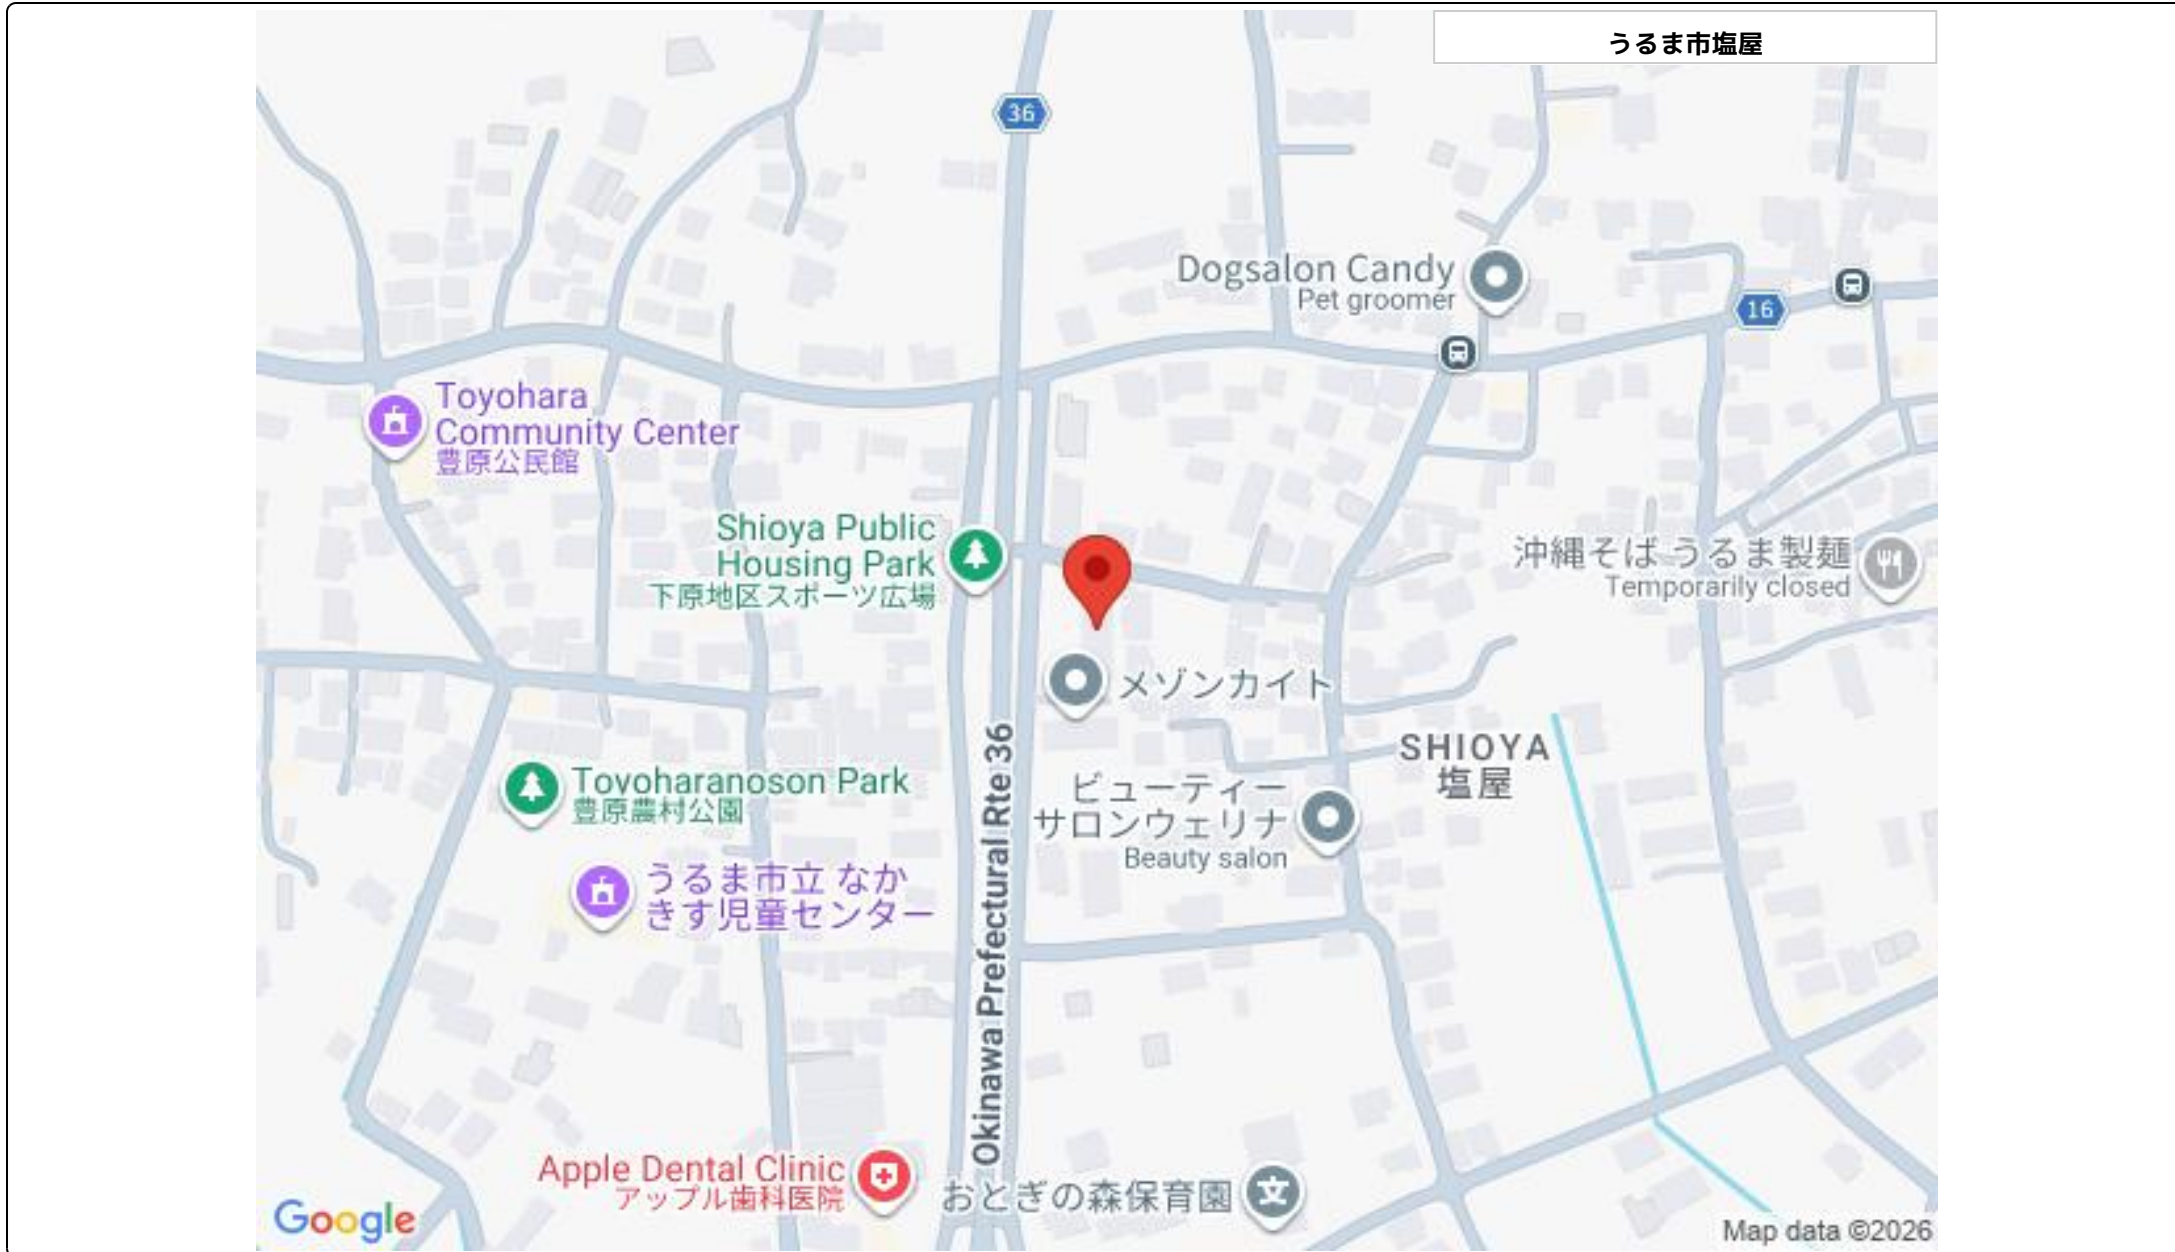 うるま市塩屋
36
Dogsalon Candy
Pet groomer
16
Toyohara
Community Center
豊原公民館
Shioya Public
Housing Park
下原地区スポーツ広場
沖縄そば うるま製麺
Temporarily closed
メゾンカイト
SHIOYA
塩屋
Toyoharanoson Park
豊原農村公園
ビューティー
サロンウェリナ
Beauty salon
うるま市立 なか
きす児童センター
Okinawa Prefectural Rte 36
Apple Dental Clinic
アップル歯科医院
おとぎの森保育園
文
Google
Map data ©2026